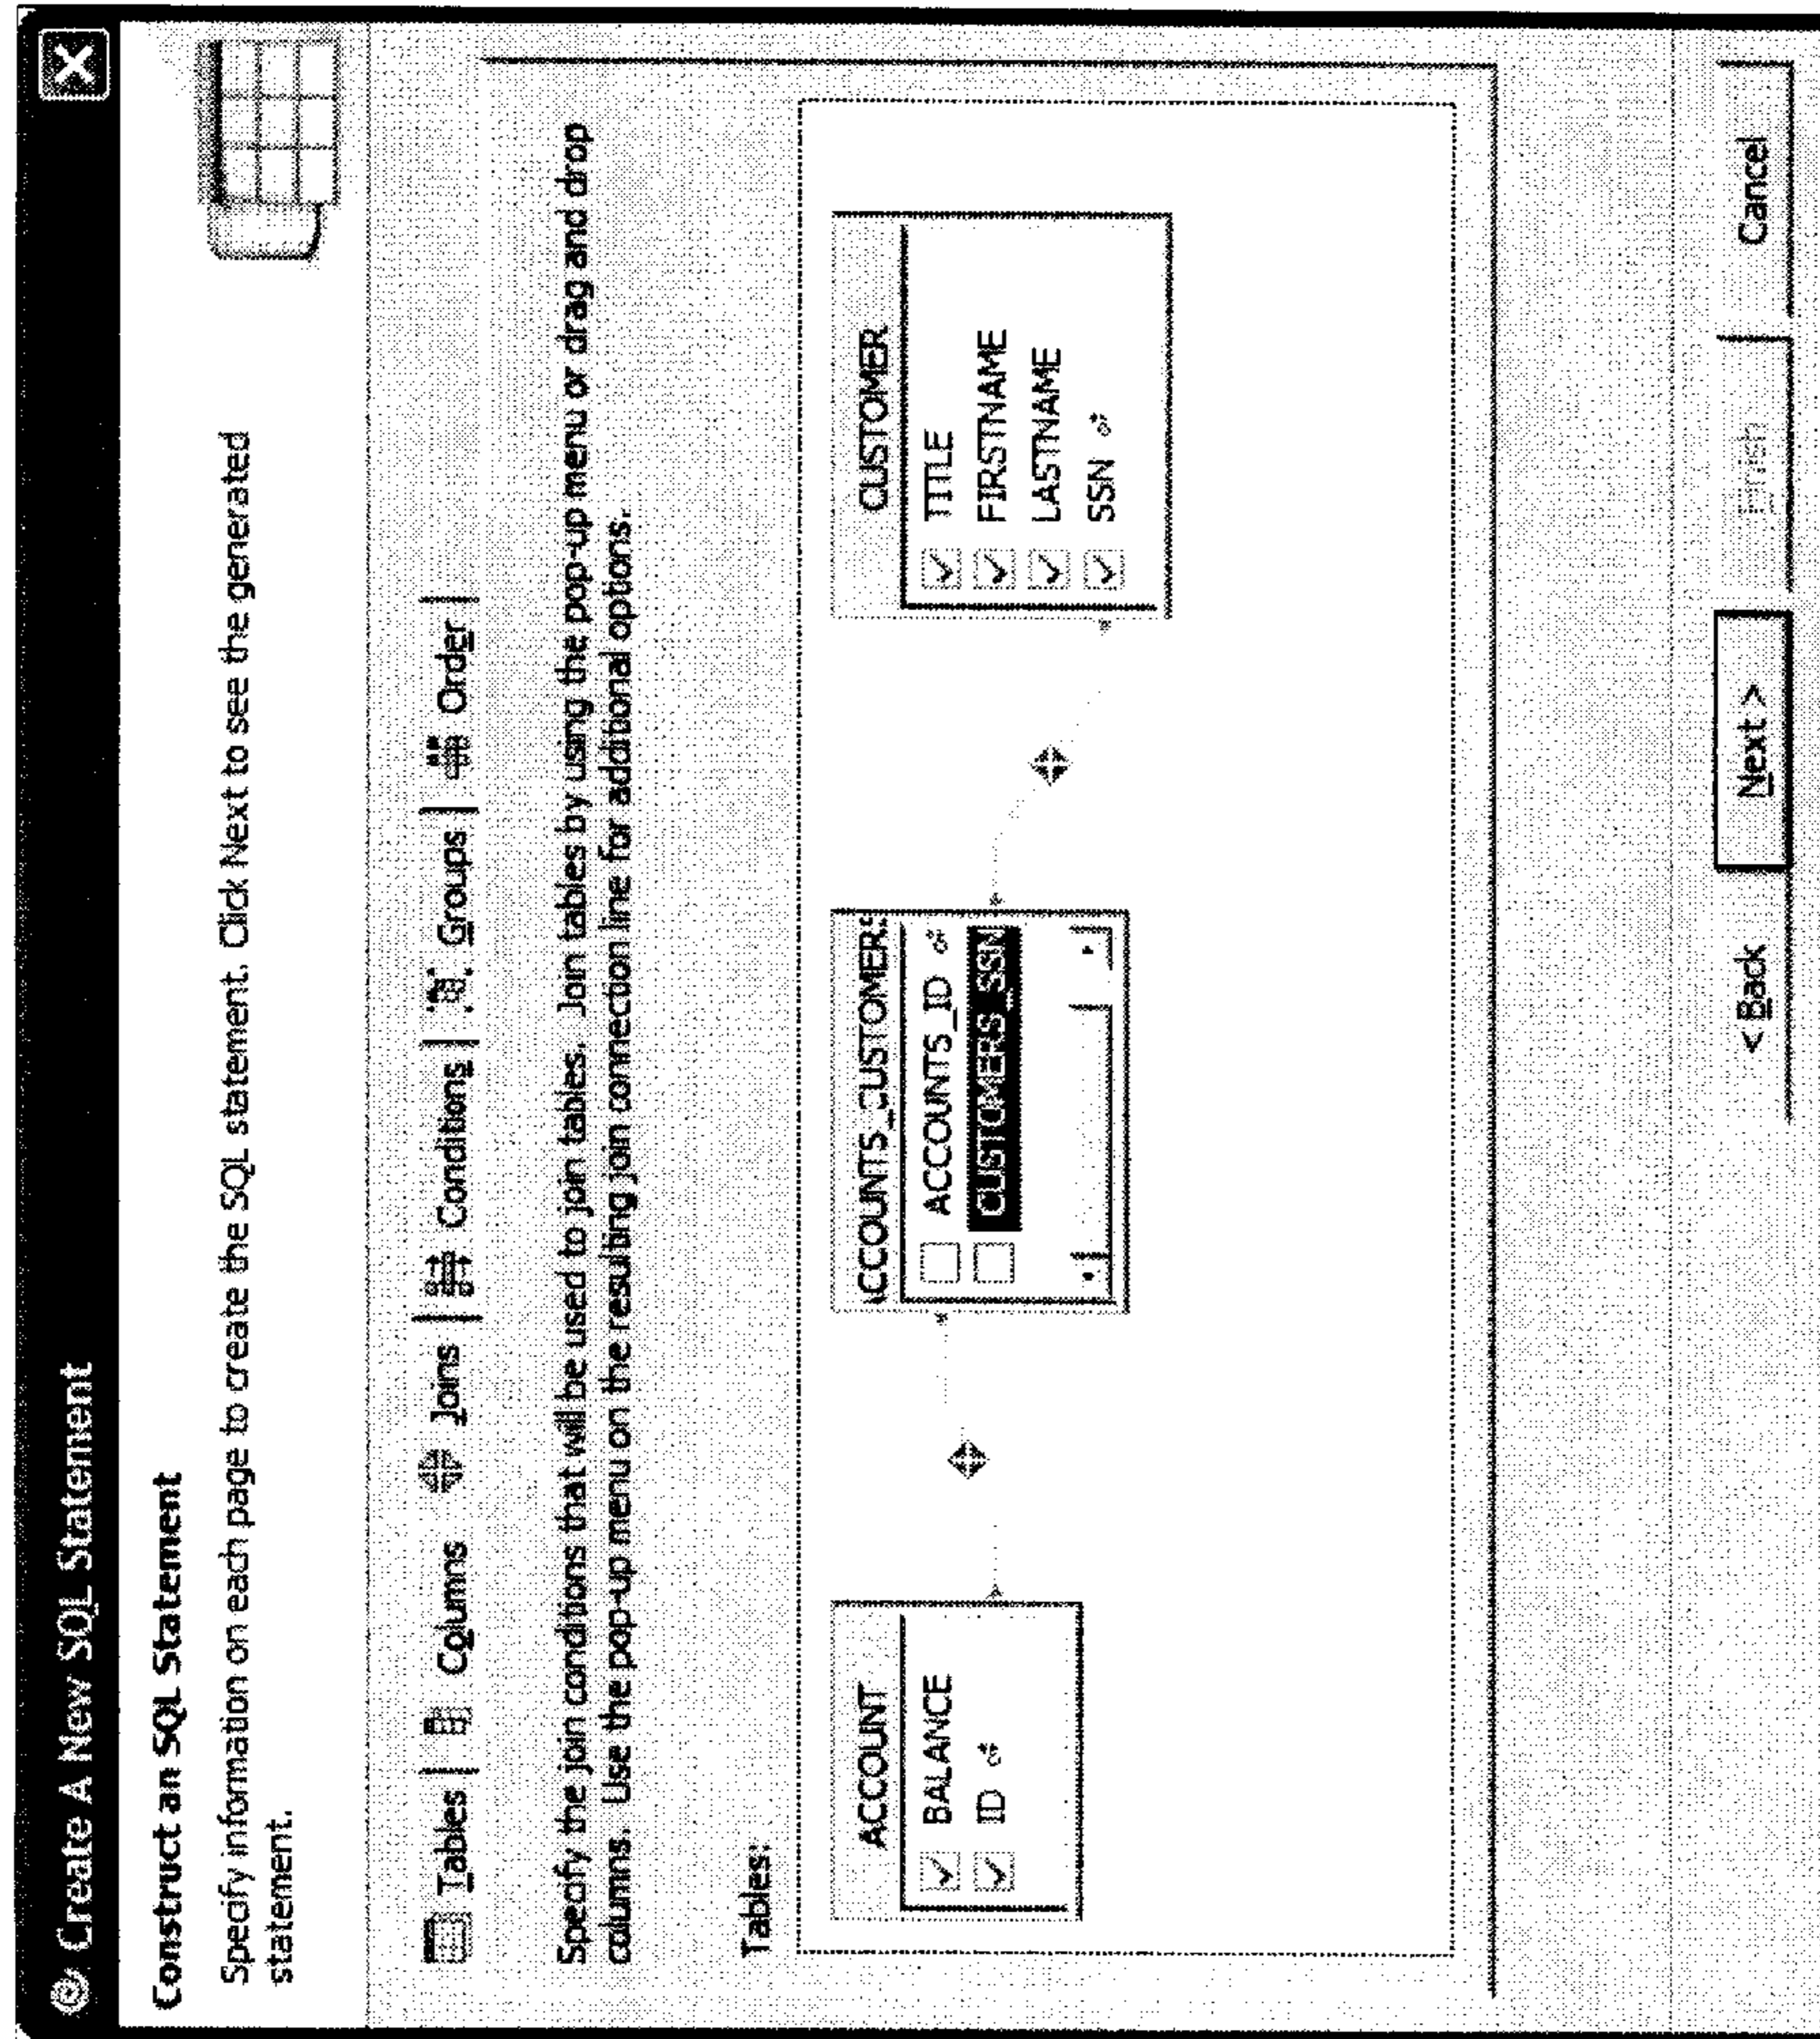 Create A New SQL Statement
Construct an SQL Statement
Specify information on each page to create the SQL statement. Click Next to see the generated
statement.
Tables Columns Joins Conditions Groups Order
Specify the join conditions that will be used to join tables. Join tables by using the pop-up menu or drag and drop
columns. Use the pop-up menu on the resulting join connection line for additional options.
Tables:
ACCOUNT
BALANCE
ID
ACCOUNTS_CUSTOMERS
ACCOUNTS_ID
CUSTOMERS_SSN
CUSTOMER
TITLE
FIRSTNAME
LASTNAME
SSN
< Back
Next >
Finish
Cancel